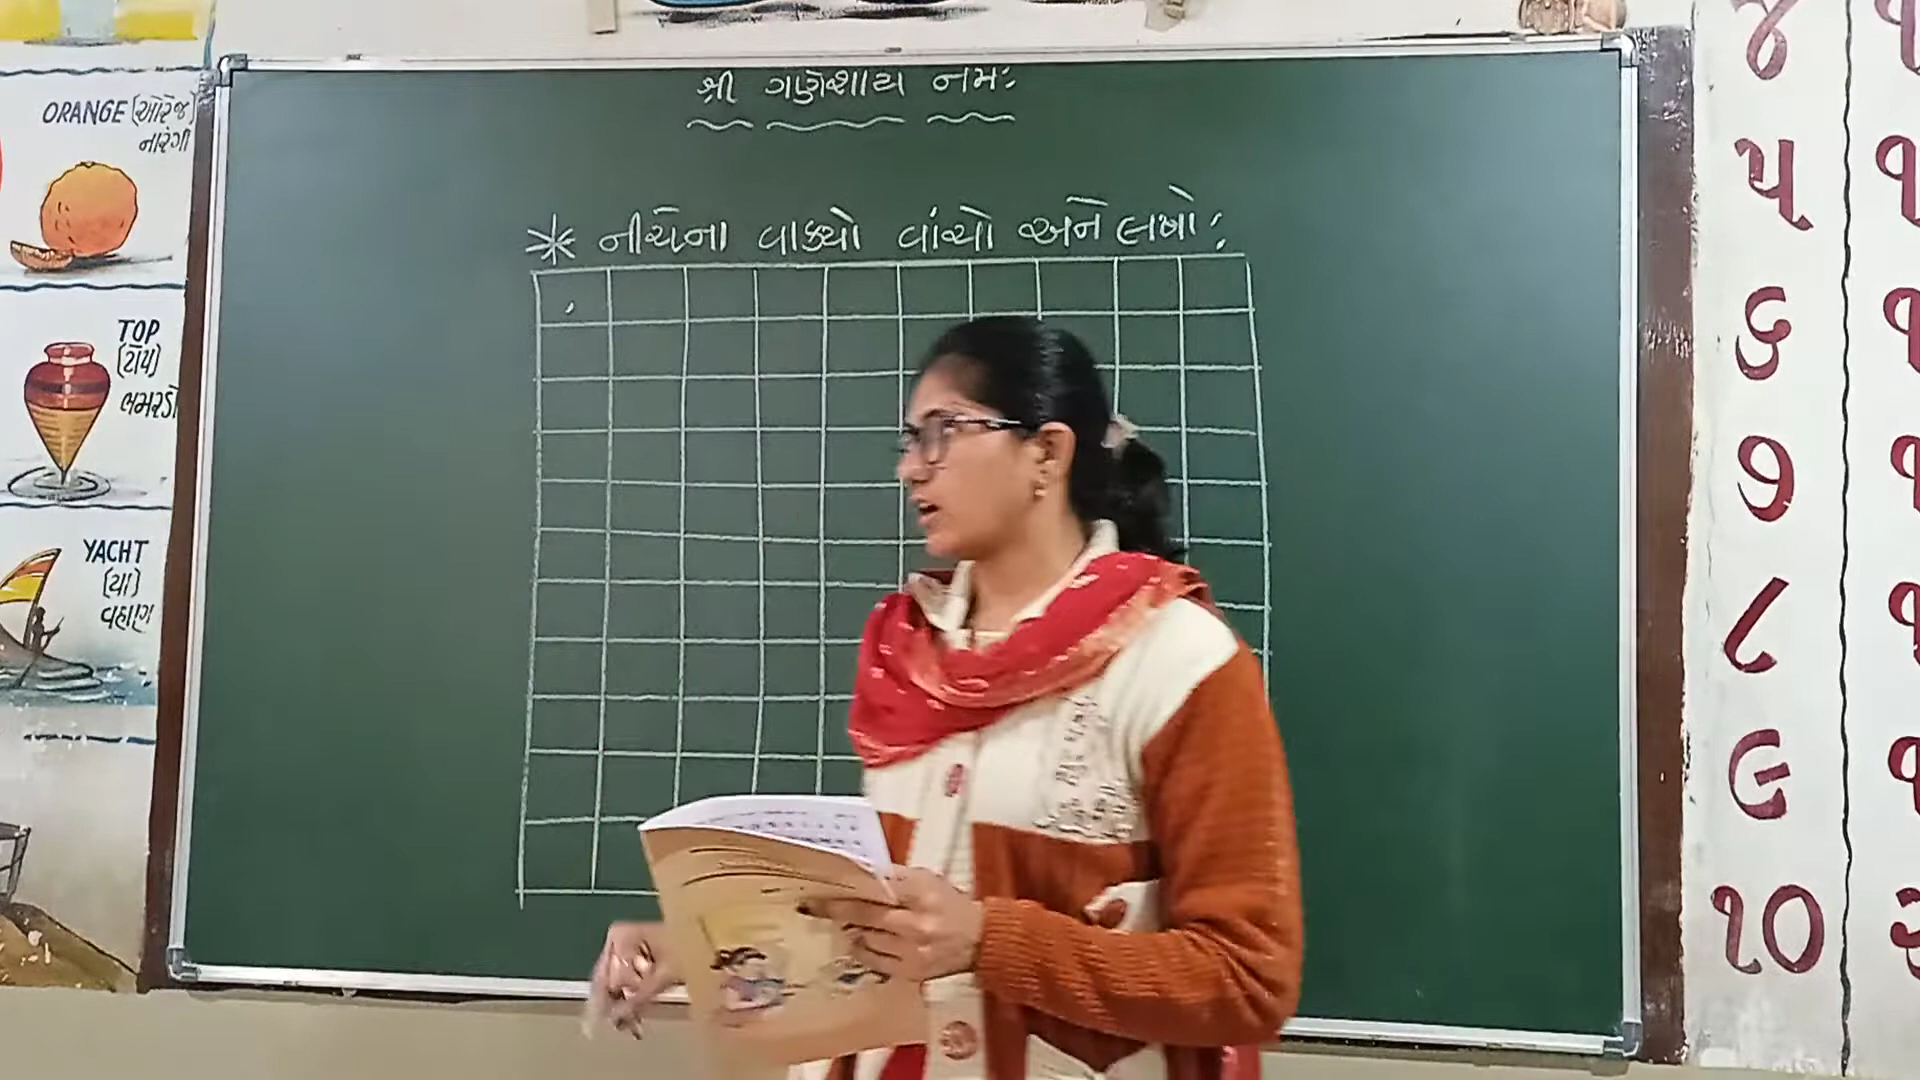 શ્રી ગણેશાય નમઃ
* નીચેના વાક્યો વાંચો અને લખો:
ORANGE (ઓરેંજ)
નારંગી
TOP
(ટોપ)
ભમરડો
YACHT
(યા)
વહાણ
૪
૫
૬
૭
૮
૯
૧૦